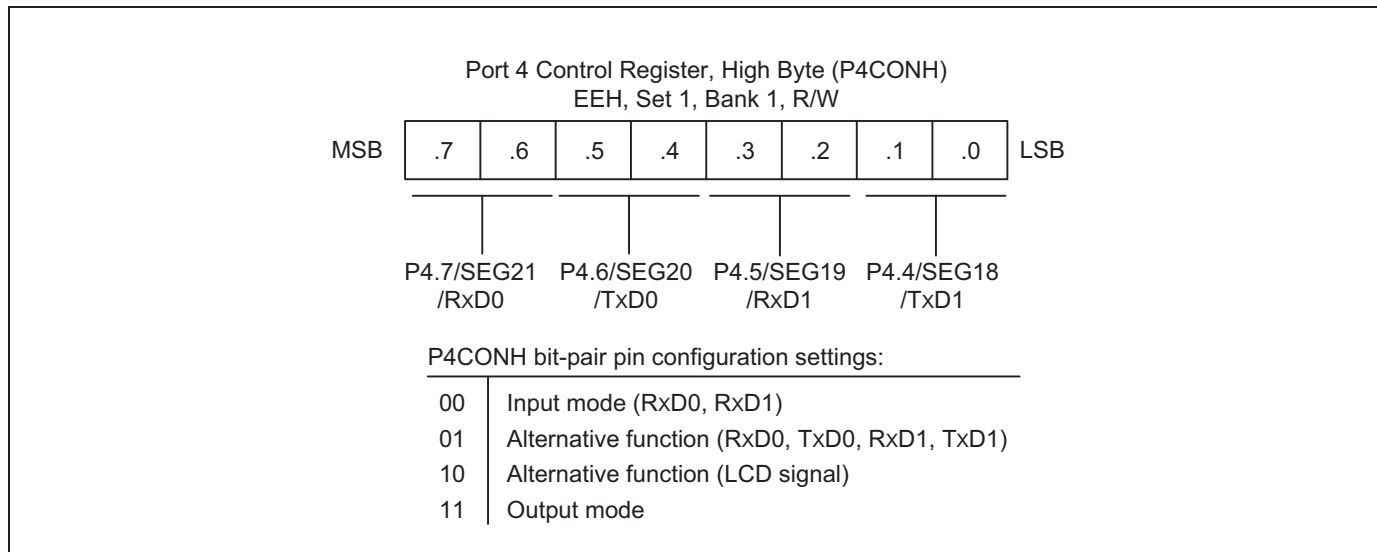 Port 4 Control Register, High Byte (P4CONH)
EEH, Set 1, Bank 1, R/W
MSB .7 .6 .5 .4 .3 .2 .1 .0 LSB
P4.7/SEG21 P4.6/SEG20 P4.5/SEG19 P4.4/SEG18
/RxD0 /TxD0 /RxD1 /TxD1
P4CONH bit-pair pin configuration settings:
00 Input mode (RxD0, RxD1)
01 Alternative function (RxD0, TxD0, RxD1, TxD1)
10 Alternative function (LCD signal)
11 Output mode